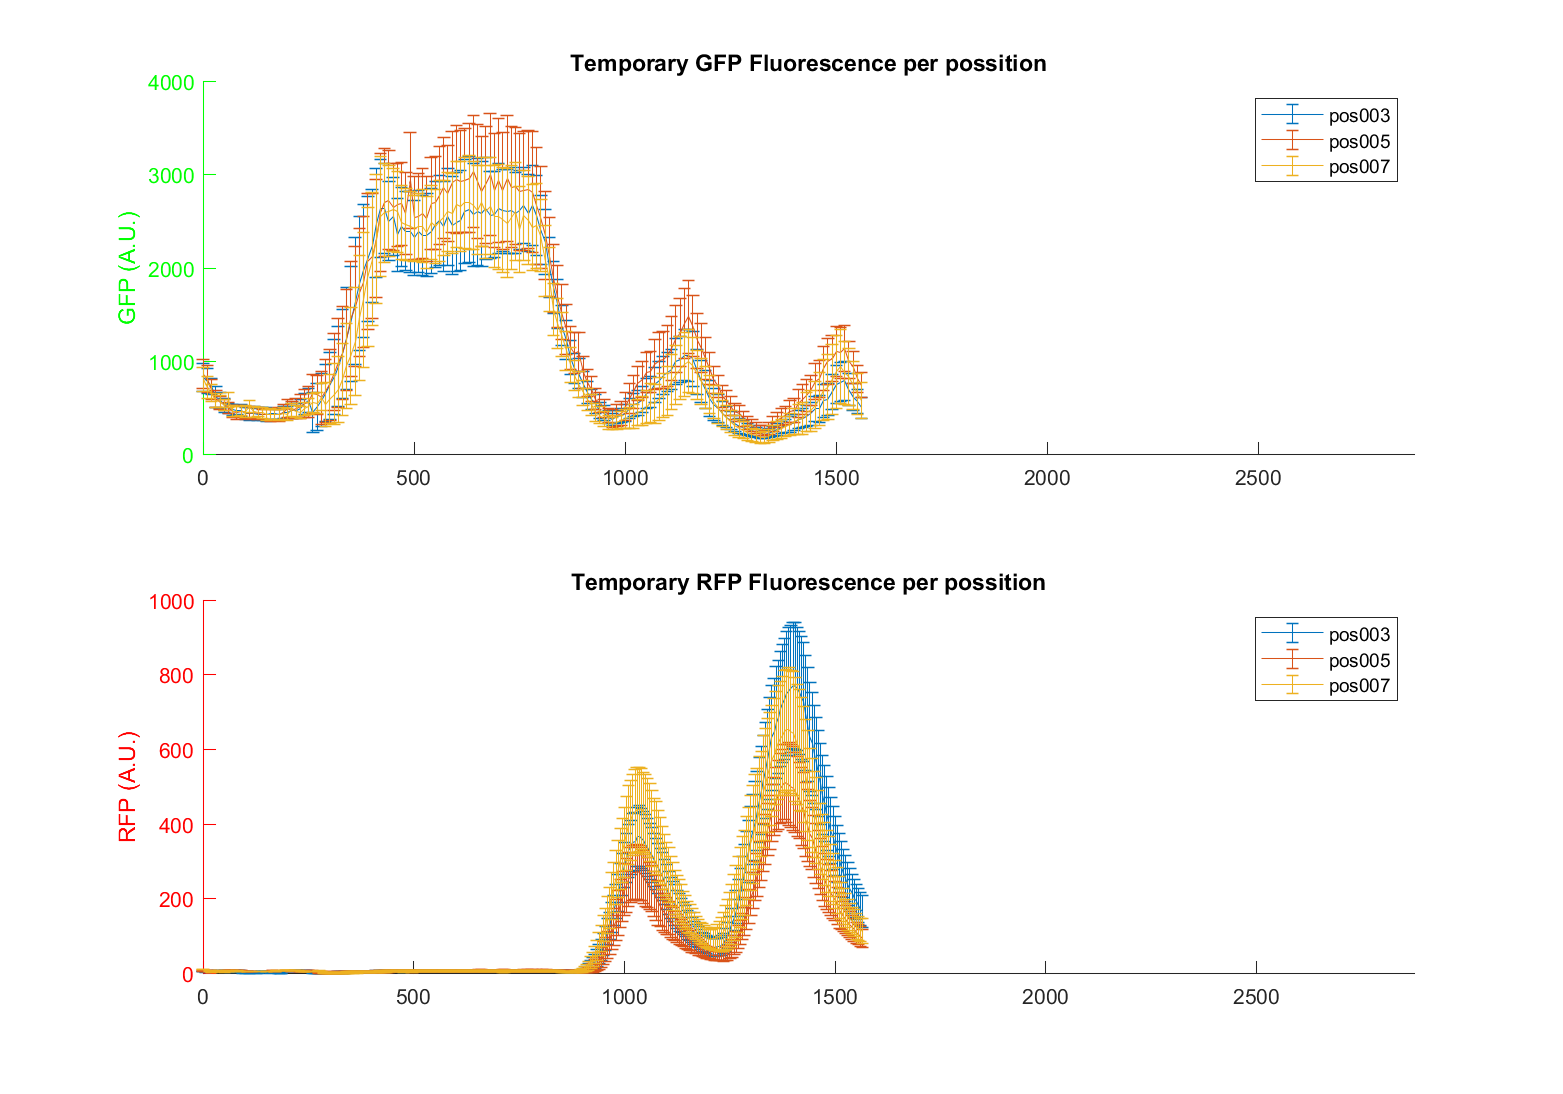 Temporary GFP Fluorescence per possition
4000
3000
2000
1000
0
GFP (A.U.)
0 500 1000 1500 2000 2500
pos003
pos005
pos007
Temporary RFP Fluorescence per possition
1000
800
600
400
200
0
RFP (A.U.)
0 500 1000 1500 2000 2500
pos003
pos005
pos007